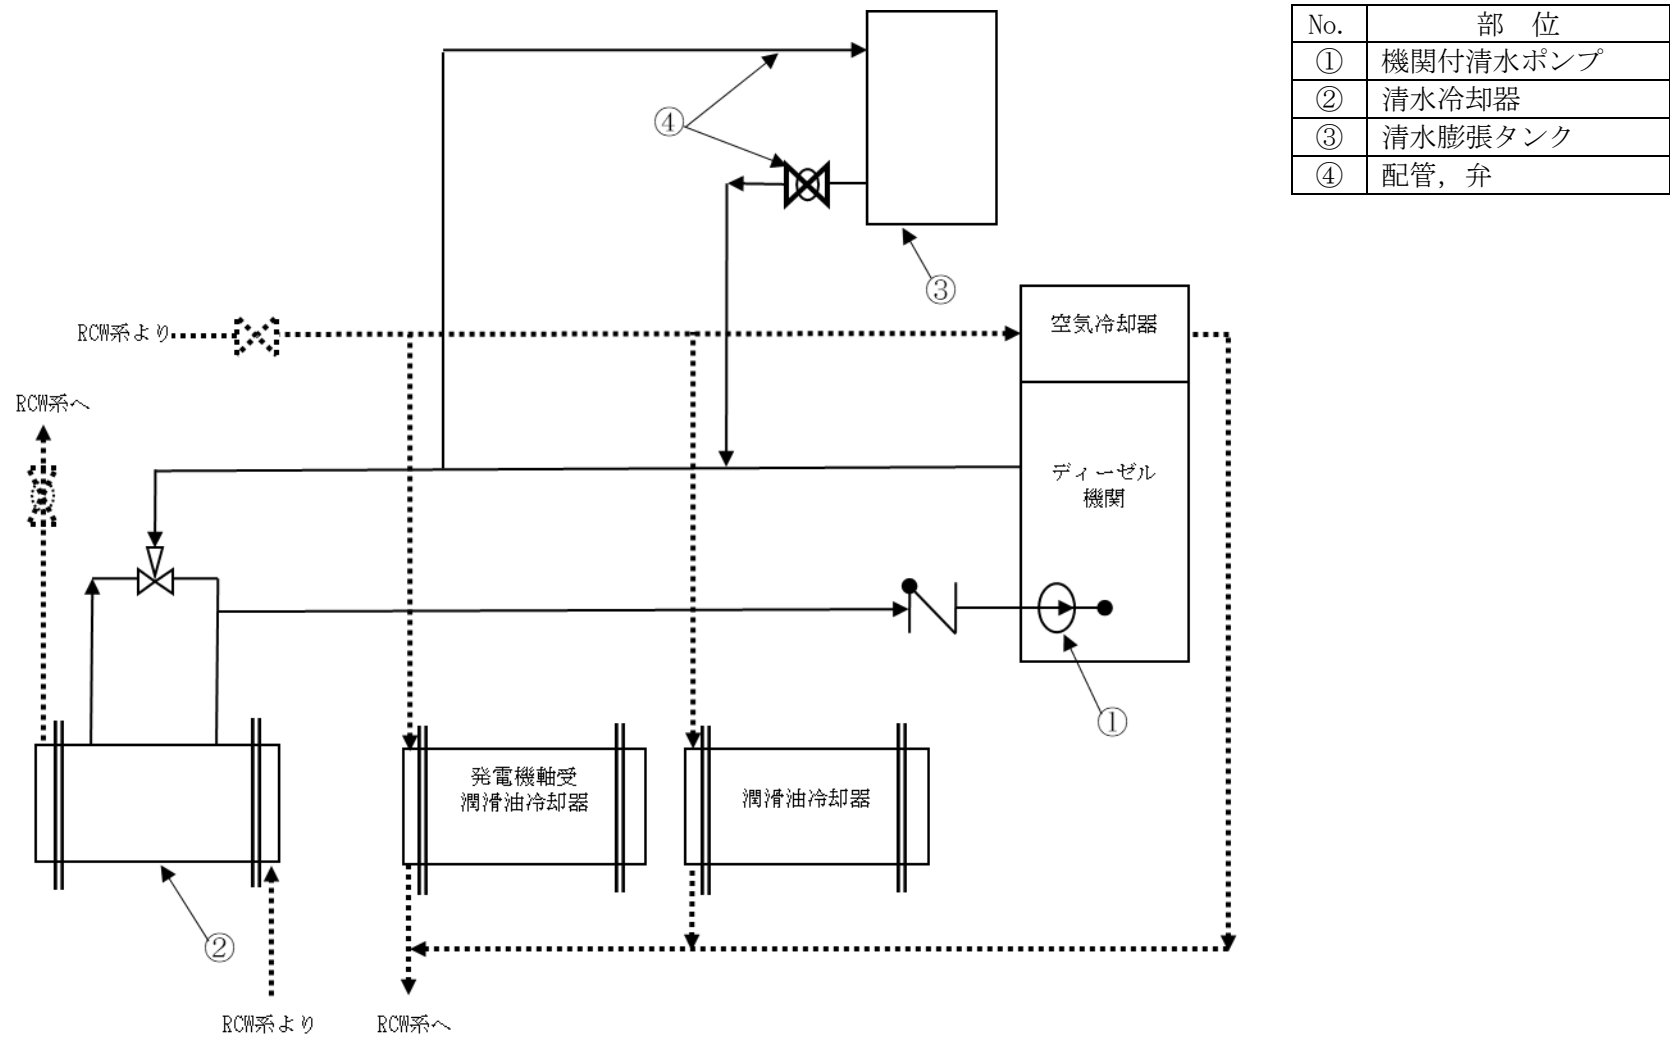 No. 部 位
① 機関付清水ポンプ
② 清水冷却器
③ 清水膨張タンク
④ 配管, 弁
④
③
RCW系より
空気冷却器
RCW系へ
ディーゼル
機関
①
発電機軸受
潤滑油冷却器
潤滑油冷却器
②
RCW系より
RCW系へ